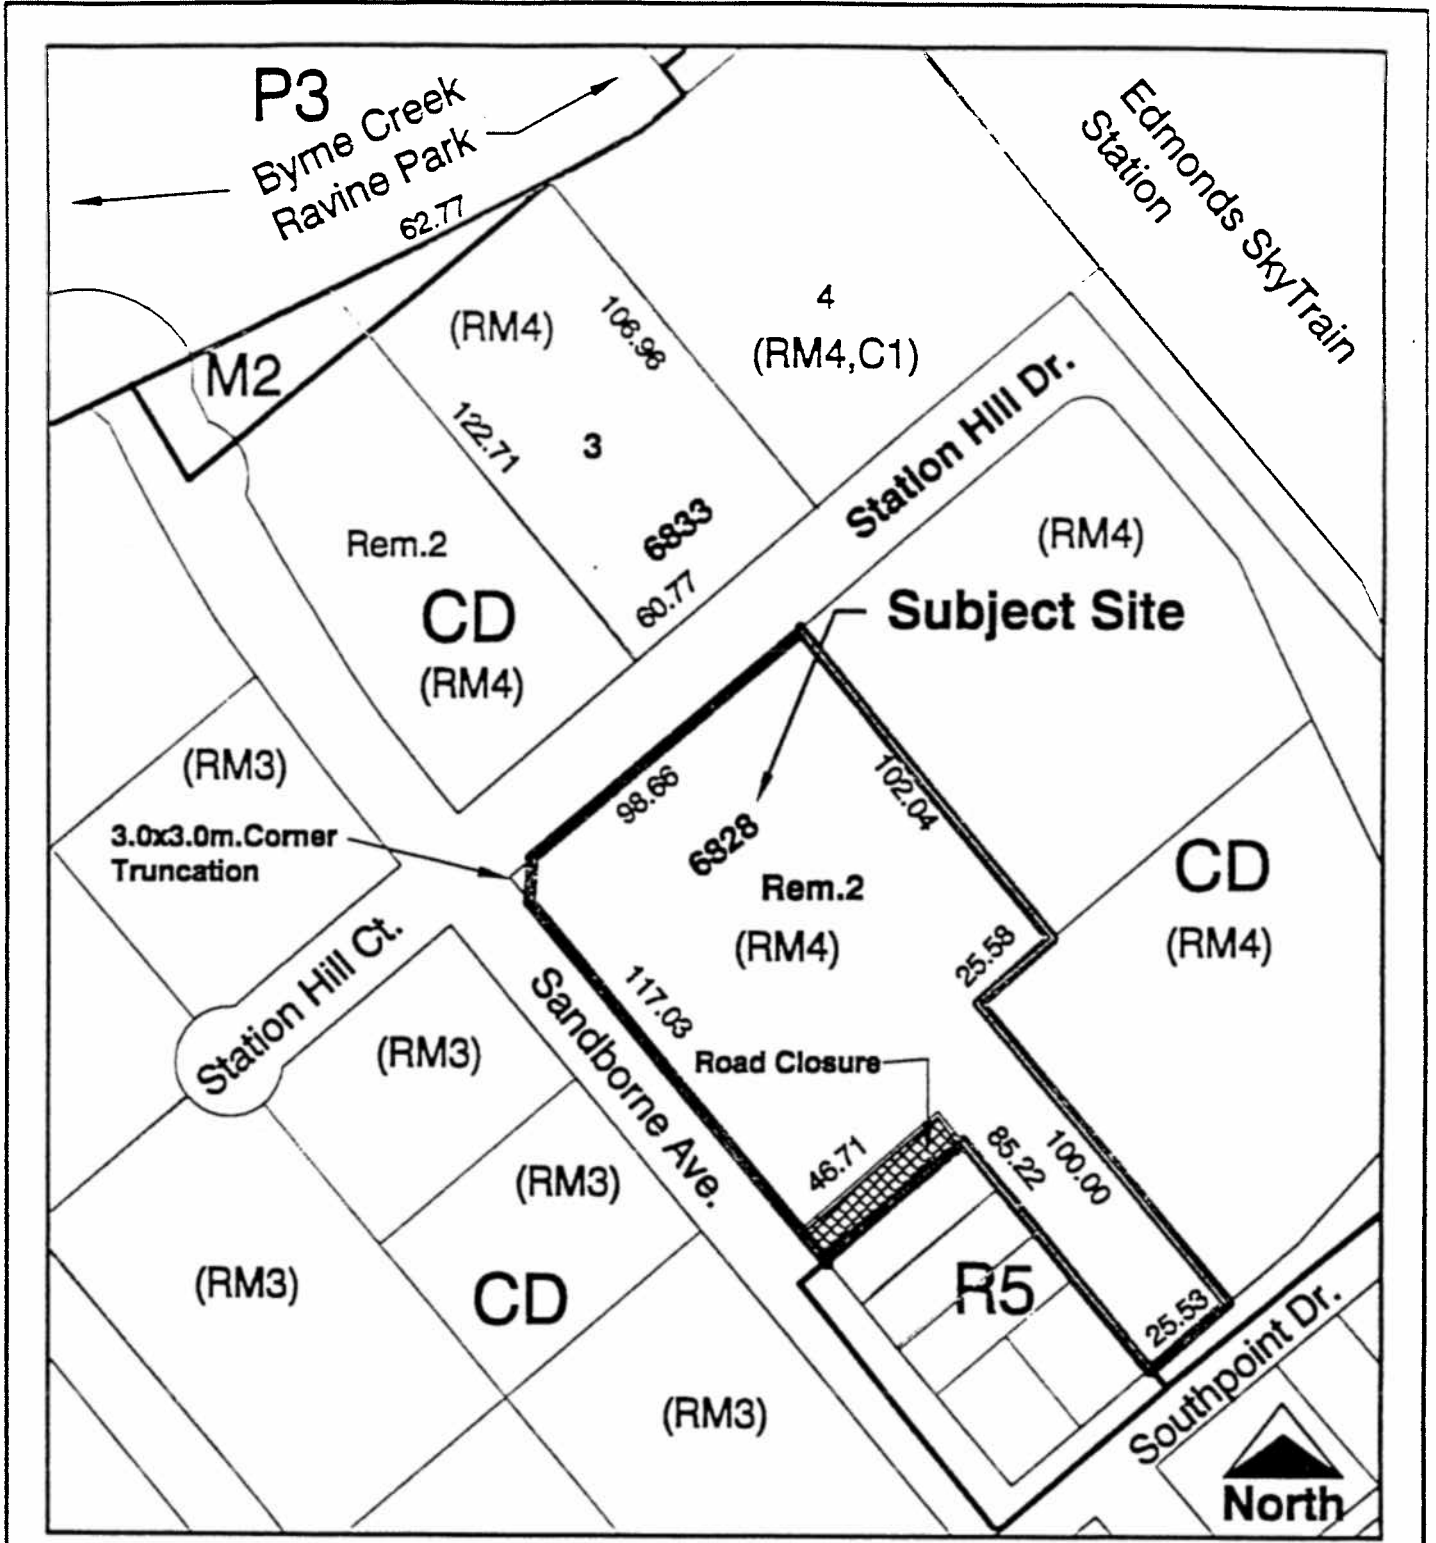 P3
Byrne Creek
Ravine Park
62.77
Edmonds SkyTrain
Station
M2
(RM4)
106.96
4
(RM4,C1)
122.71
3
6833
60.77
Station Hill Dr.
Rem.2
CD
(RM4)
(RM4)
Subject Site
(RM3)
3.0x3.0m.Corner
Truncation
98.66
6828
102.04
Rem.2
(RM4)
25.58
CD
(RM4)
Station Hill Ct.
117.03
Sandborne Ave.
Road Closure
(RM3)
46.71
85.22
100.00
(RM3)
(RM3)
CD
R5
25.53
Southpoint Dr.
(RM3)
North